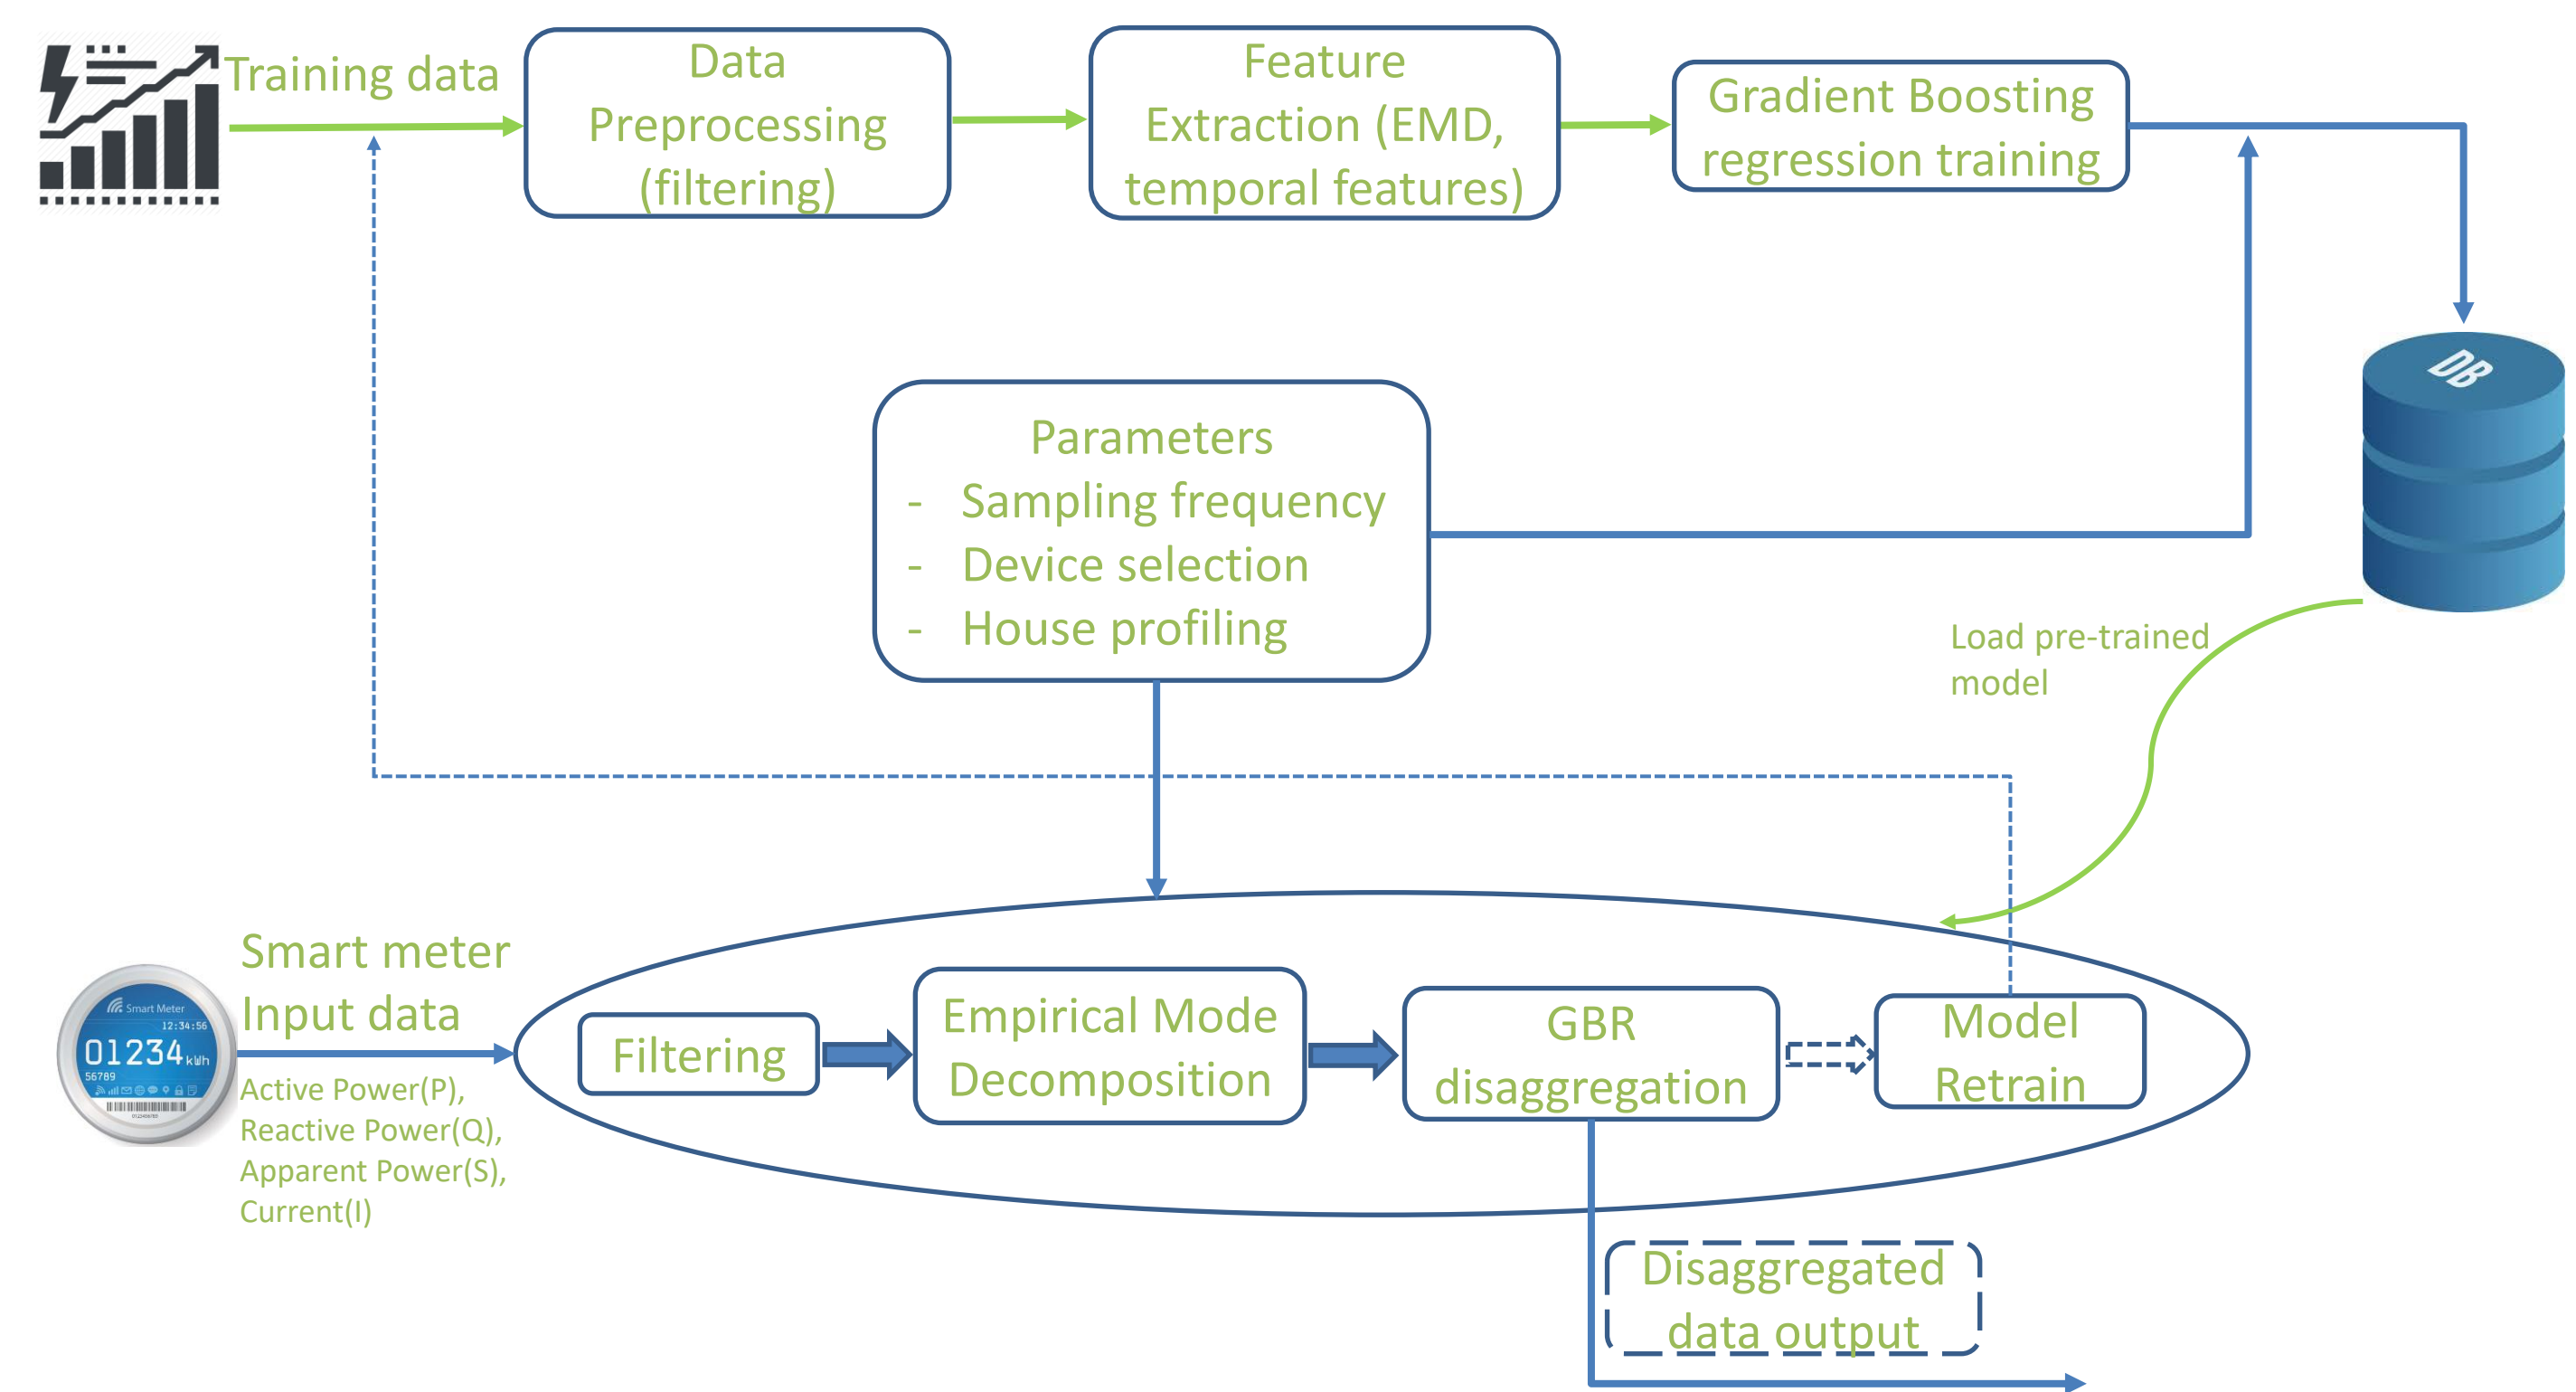 Training data
Data
Preprocessing
(filtering)
Feature
Extraction (EMD,
temporal features)
Gradient Boosting
regression training
DB
Parameters
- Sampling frequency
- Device selection
- House profiling
Load pre-trained
model
Smart meter
Input data
Smart Meter
12:34:56
01234 kWh
56789
Active Power(P),
Reactive Power(Q),
Apparent Power(S),
Current(I)
Filtering
Empirical Mode
Decomposition
GBR
disaggregation
Model
Retrain
Disaggregated
data output